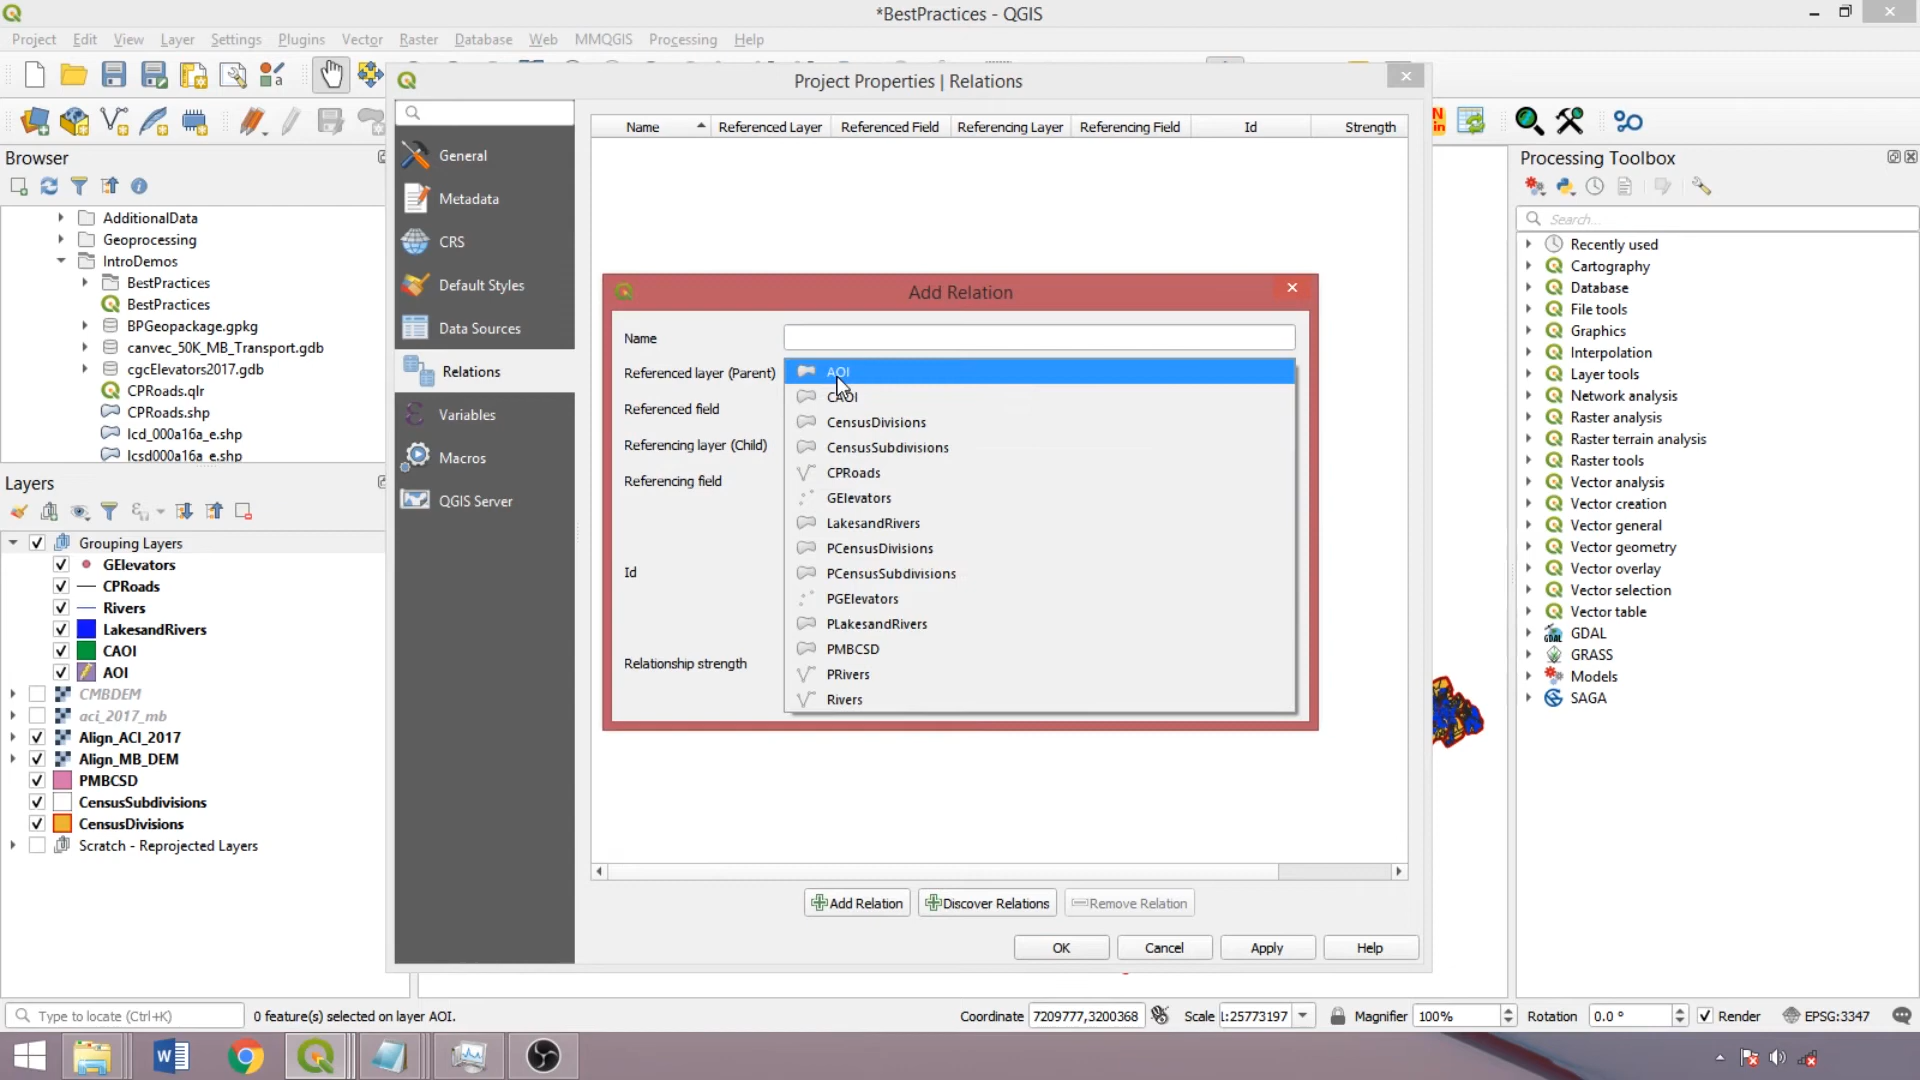 *BestPractices - QGIS
Project Edit View Layer Settings Plugins Vector Raster Database Web MMQGIS Processing Help
Project Properties | Relations
Browser
AdditionalData
Geoprocessing
IntroDemos
BestPractices
BestPractices
BPGeopackage.gpkg
canvec_50K_MB_Transport.gdb
cgcElevators2017.gdb
CPRoads.qlr
CPRoads.shp
lcd_000a16a_e.shp
lcsd000a16a_e.shp
Layers
Grouping Layers
GElevators
CPRoads
Rivers
LakesandRivers
CAOI
AOI
CMBDEM
aci_2017_mb
Align_ACI_2017
Align_MB_DEM
PMBCSD
CensusSubdivisions
CensusDivisions
Scratch - Reprojected Layers
General
Metadata
CRS
Default Styles
Data Sources
Relations
Variables
Macros
QGIS Server
Name Referenced Layer Referenced Field Referencing Layer Referencing Field Id Strength
Add Relation
Name
Referenced layer (Parent)
Referenced field
Referencing layer (Child)
Referencing field
Id
Relationship strength
AOI
CAOI
CensusDivisions
CensusSubdivisions
CPRoads
GElevators
LakesandRivers
PCensusDivisions
PCensusSubdivisions
PGElevators
PLakesandRivers
PMBCSD
PRivers
Rivers
Add Relation Discover Relations Remove Relation
OK Cancel Apply Help
Processing Toolbox
Search...
Recently used
Cartography
Database
File tools
Graphics
Interpolation
Layer tools
Network analysis
Raster analysis
Raster terrain analysis
Raster tools
Vector analysis
Vector creation
Vector general
Vector geometry
Vector overlay
Vector selection
Vector table
GDAL
GRASS
Models
SAGA
Type to locate (Ctrl+K) 0 feature(s) selected on layer AOI. Coordinate 7209777,3200368 Scale 1:25773197 Magnifier 100% Rotation 0.0 ° Render EPSG:3347